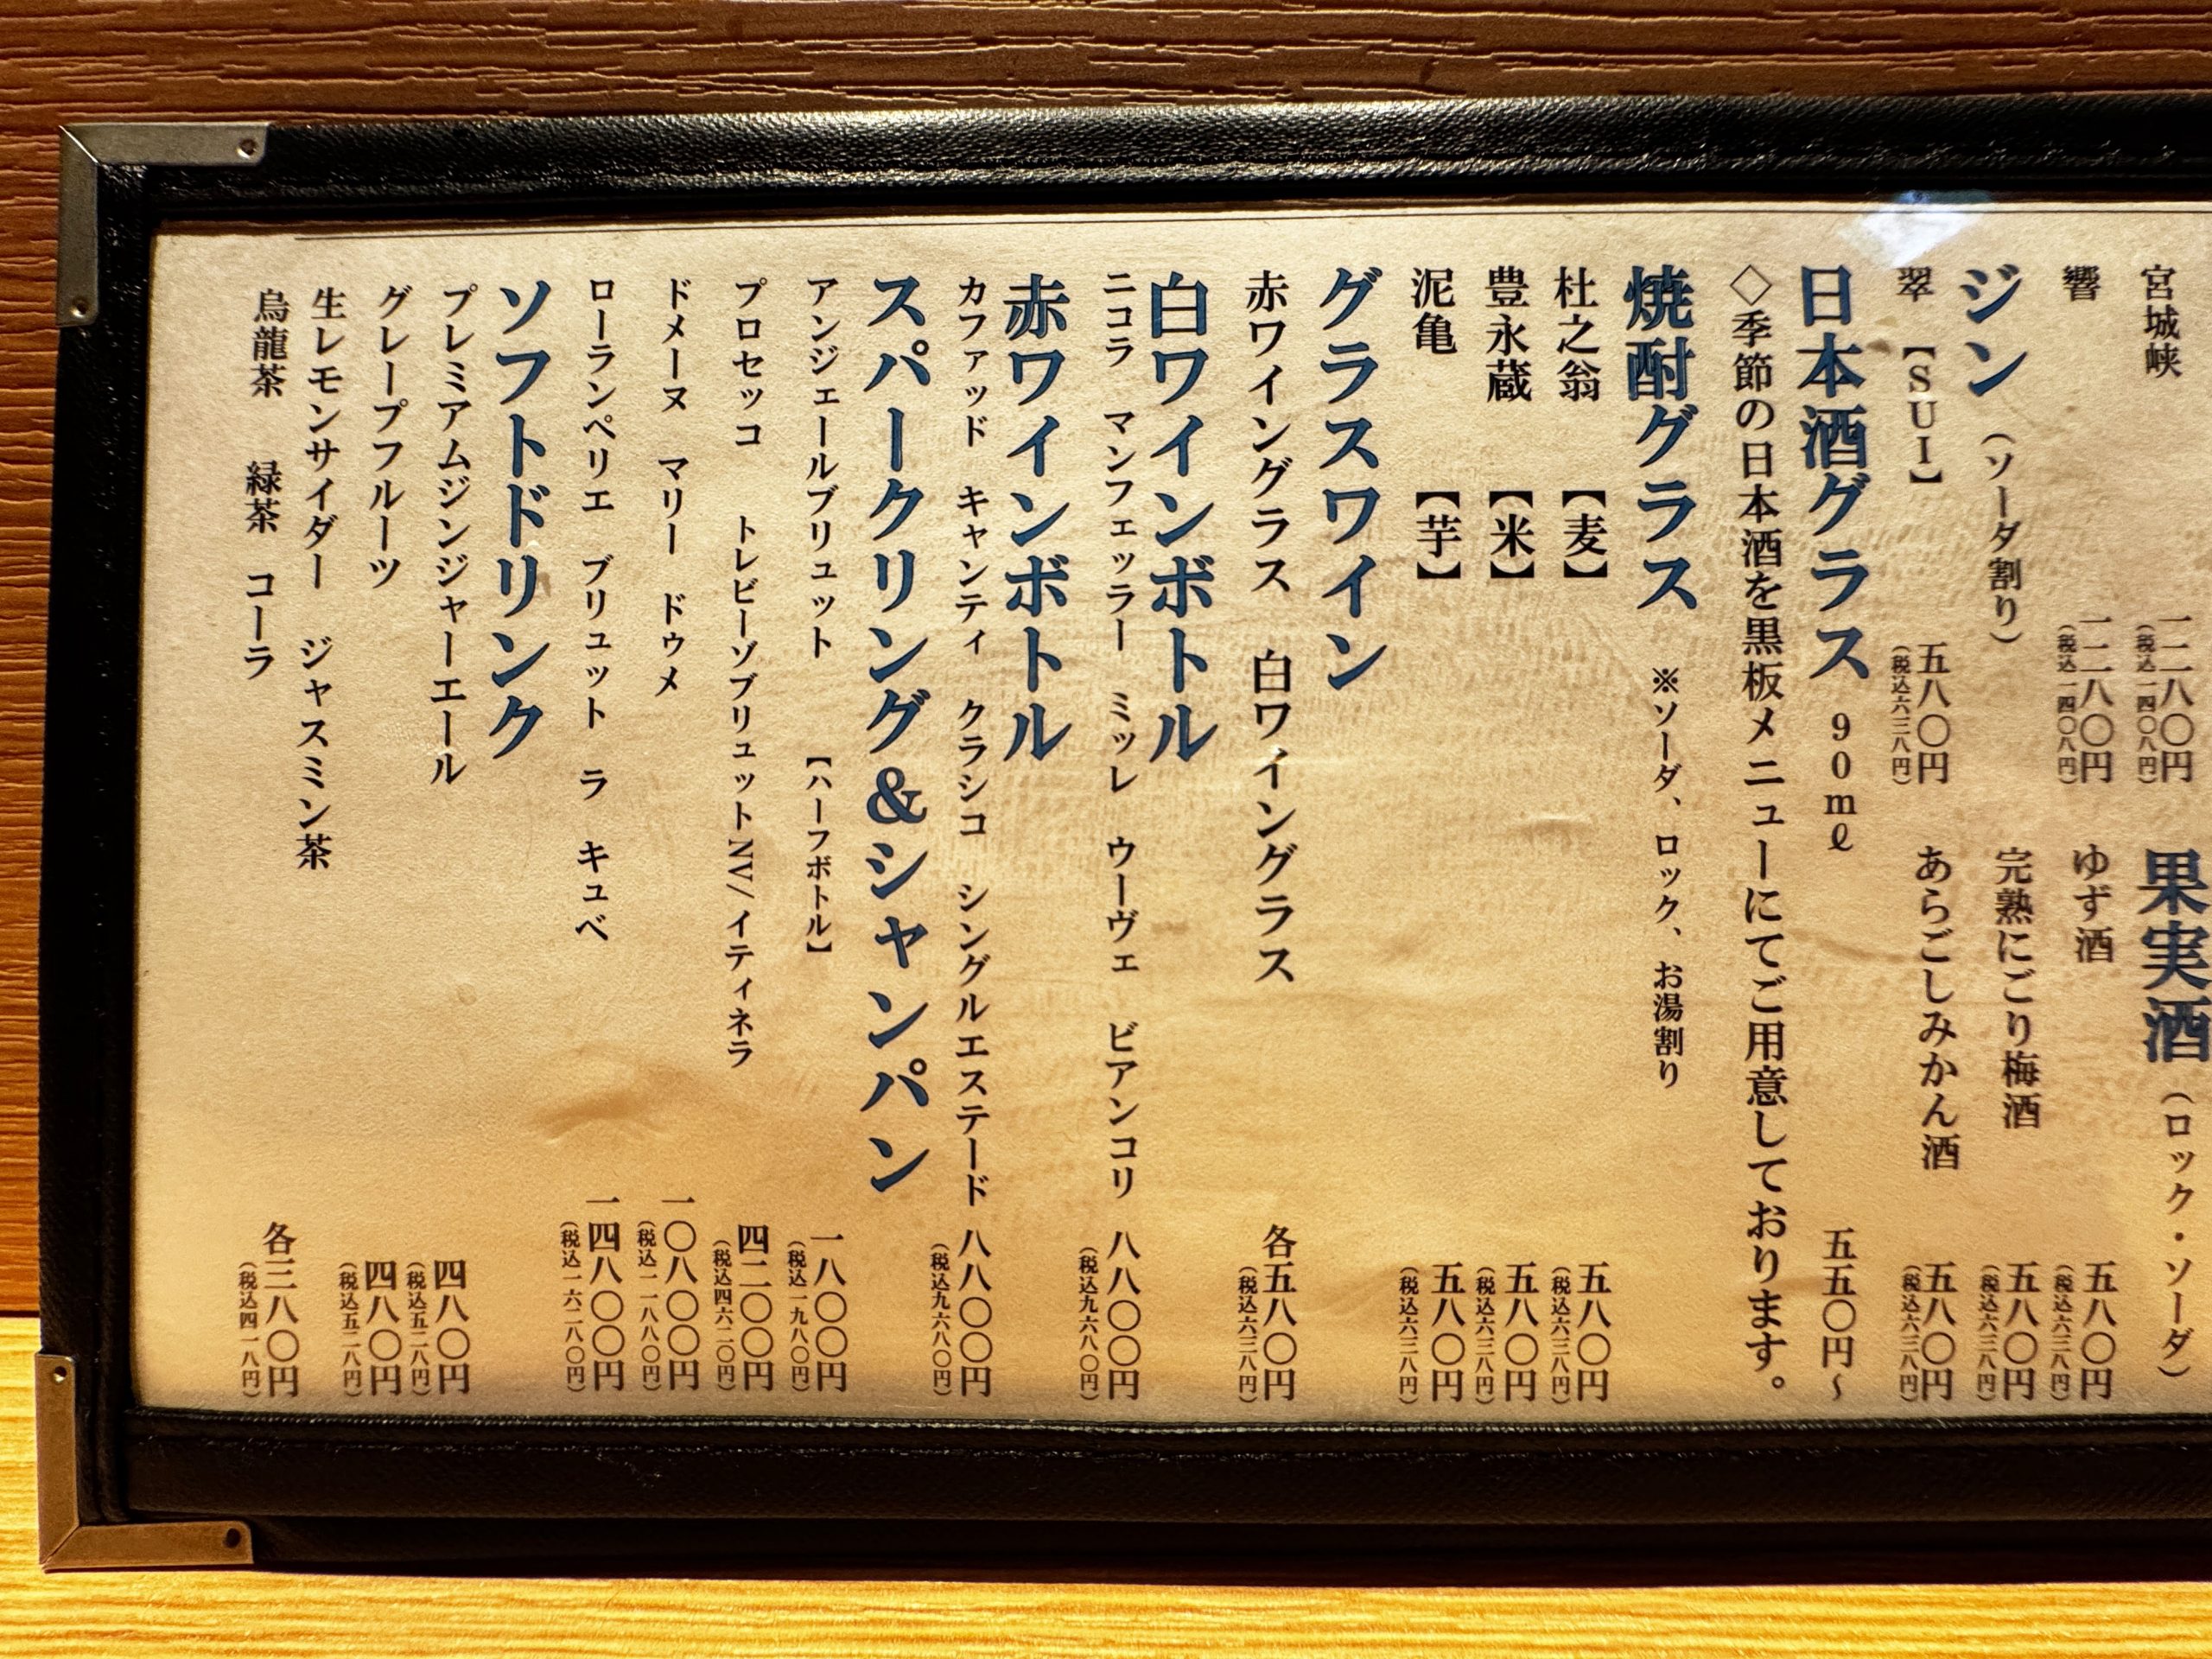 宮城峡 一二八〇円
(税込一四〇八円)
響 一二八〇円
(税込一四〇八円)
ジン (ソーダ割り)
翠【SUI】 五八〇円
(税込六三八円)
果実酒 (ロック・ソーダ)
ゆず酒 五八〇円
(税込六三八円)
完熟にごり梅酒 五八〇円
(税込六三八円)
あらごしみかん酒 五八〇円
(税込六三八円)
日本酒グラス 90mℓ 五五〇円~
◇季節の日本酒を黒板メニューにてご用意しております。
焼酎グラス ※ソーダ、ロック、お湯割り
杜之翁 【麦】 五八〇円
(税込六三八円)
豊永蔵 【米】 五八〇円
(税込六三八円)
泥亀 【芋】 五八〇円
(税込六三八円)
グラスワイン
赤ワイングラス 白ワイングラス 各五八〇円
(税込六三八円)
白ワインボトル
ニコラ マンフェッラー ミッレ ウーヴェ ビアンコリ 八八〇〇円
(税込九六八〇円)
赤ワインボトル
カファッド キャンティ クラシコ シングルエステード 八八〇〇円
(税込九六八〇円)
スパークリング&シャンパン
アンジェールブリュット 【ハーフボトル】 一八〇〇円
(税込一九八〇円)
プロセッコ トレビーゾブリュットNV/イティネラ 四二〇〇円
(税込四六二〇円)
ドメーヌ マリー ドゥメ 一〇八〇〇円
(税込一一八八〇円)
ローランペリエ ブリュット ラ キュベ 一四八〇〇円
(税込一六二八〇円)
ソフトドリンク
プレミアムジンジャーエール 四八〇円
(税込五二八円)
グレープフルーツ 四八〇円
(税込五二八円)
生レモンサイダー ジャスミン茶
烏龍茶 緑茶 コーラ 各三八〇円
(税込四一八円)